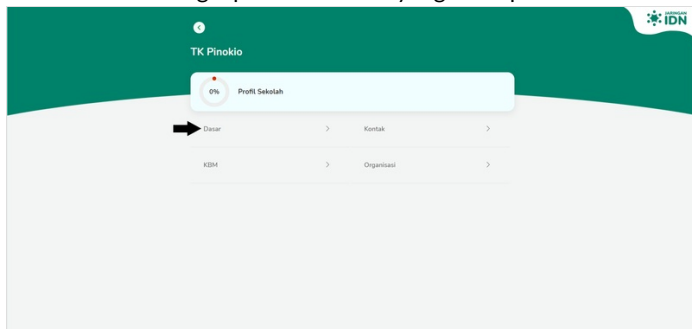 JARINGAN
IDN
TK Pinokio
0%
Profil Sekolah
Dasar
Kontak
KBM
Organisasi